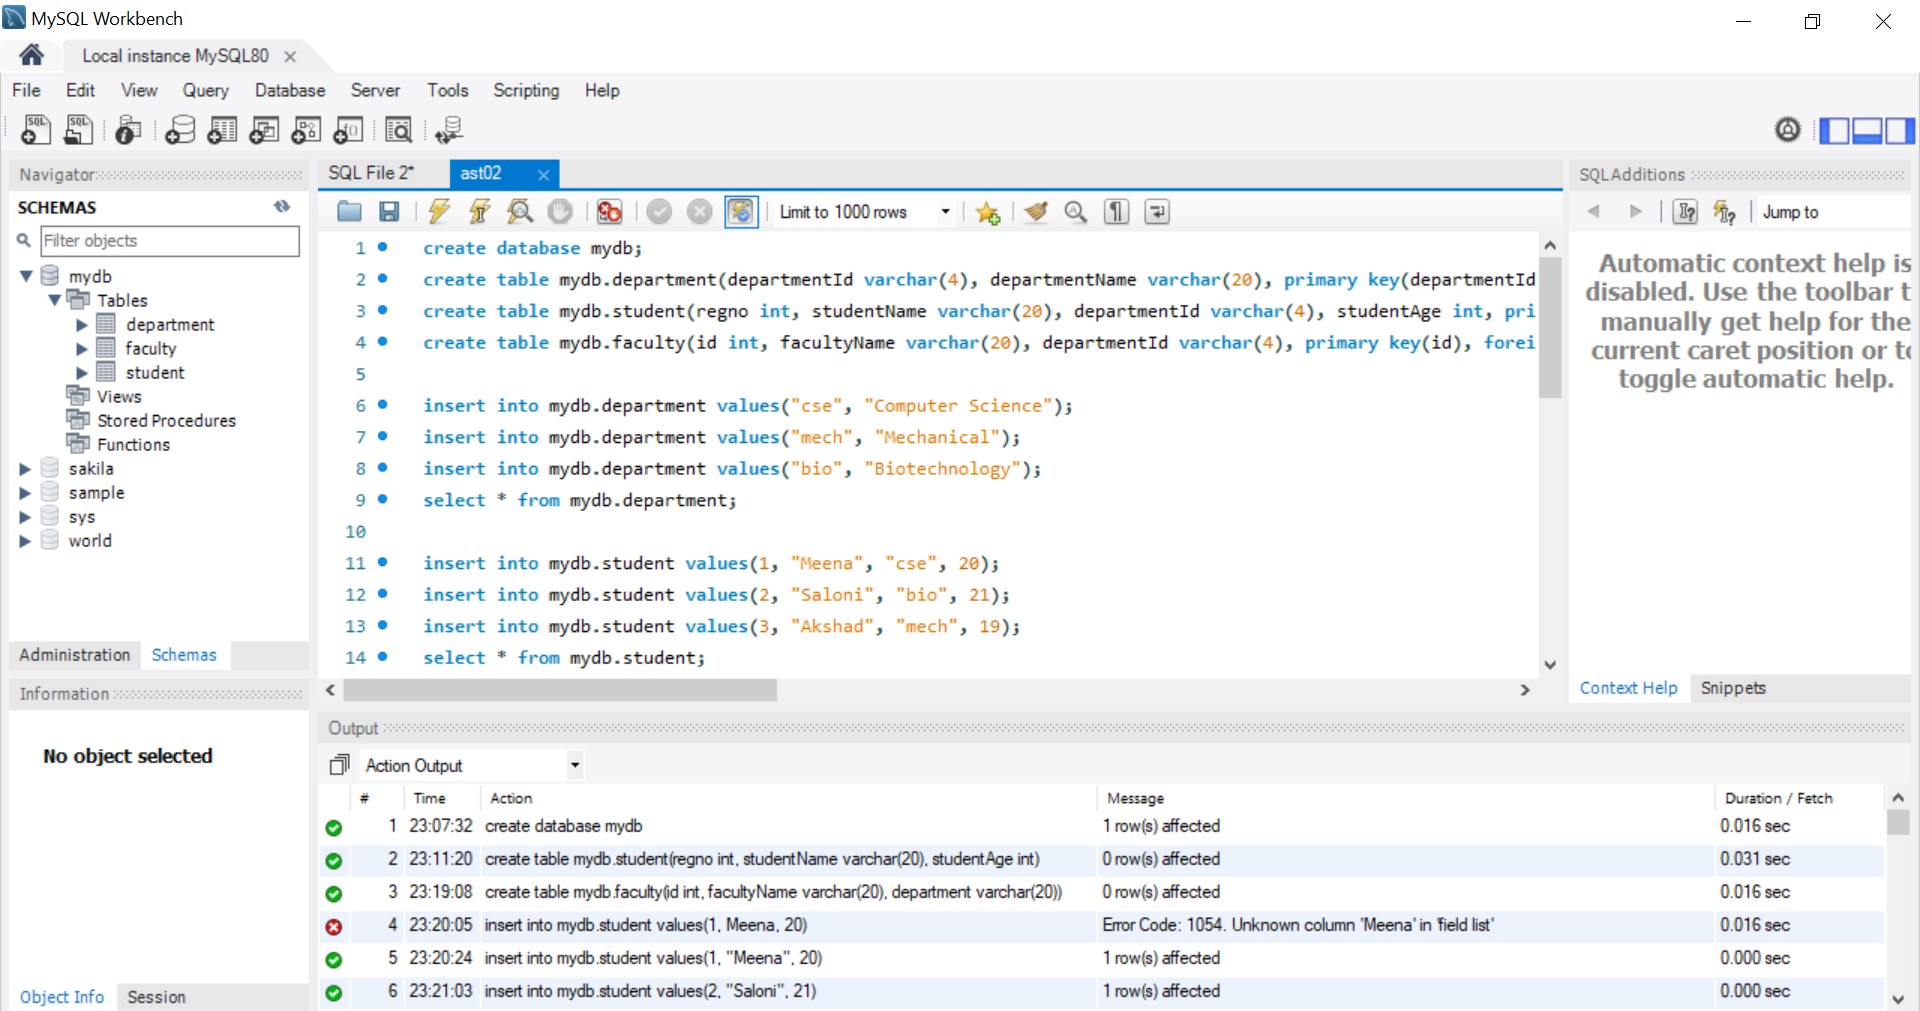 MySQL Workbench
Local instance MySQL80
File Edit View Query Database Server Tools Scripting Help
Navigator
SCHEMAS
Filter objects
mydb
Tables
department
faculty
student
Views
Stored Procedures
Functions
sakila
sample
sys
world
Administration Schemas
Information
No object selected
Object Info Session
SQL File 2* ast02
Limit to 1000 rows
1 create database mydb;
2 create table mydb.department(departmentId varchar(4), departmentName varchar(20), primary key(departmentId
3 create table mydb.student(regno int, studentName varchar(20), departmentId varchar(4), studentAge int, pri
4 create table mydb.faculty(id int, facultyName varchar(20), departmentId varchar(4), primary key(id), forei
5
6 insert into mydb.department values("cse", "Computer Science");
7 insert into mydb.department values("mech", "Mechanical");
8 insert into mydb.department values("bio", "Biotechnology");
9 select * from mydb.department;
10
11 insert into mydb.student values(1, "Meena", "cse", 20);
12 insert into mydb.student values(2, "Saloni", "bio", 21);
13 insert into mydb.student values(3, "Akshad", "mech", 19);
14 select * from mydb.student;
SQLAdditions
Jump to
Automatic context help is
disabled. Use the toolbar t
manually get help for the
current caret position or to
toggle automatic help.
Context Help Snippets
Output
Action Output
# Time Action Message Duration / Fetch
1 23:07:32 create database mydb 1 row(s) affected 0.016 sec
2 23:11:20 create table mydb.student(regno int, studentName varchar(20), studentAge int) 0 row(s) affected 0.031 sec
3 23:19:08 create table mydb.faculty(id int, facultyName varchar(20), department varchar(20)) 0 row(s) affected 0.016 sec
4 23:20:05 insert into mydb.student values(1, Meena, 20) Error Code: 1054. Unknown column 'Meena' in 'field list' 0.016 sec
5 23:20:24 insert into mydb.student values(1, "Meena", 20) 1 row(s) affected 0.000 sec
6 23:21:03 insert into mydb.student values(2, "Saloni", 21) 1 row(s) affected 0.000 sec